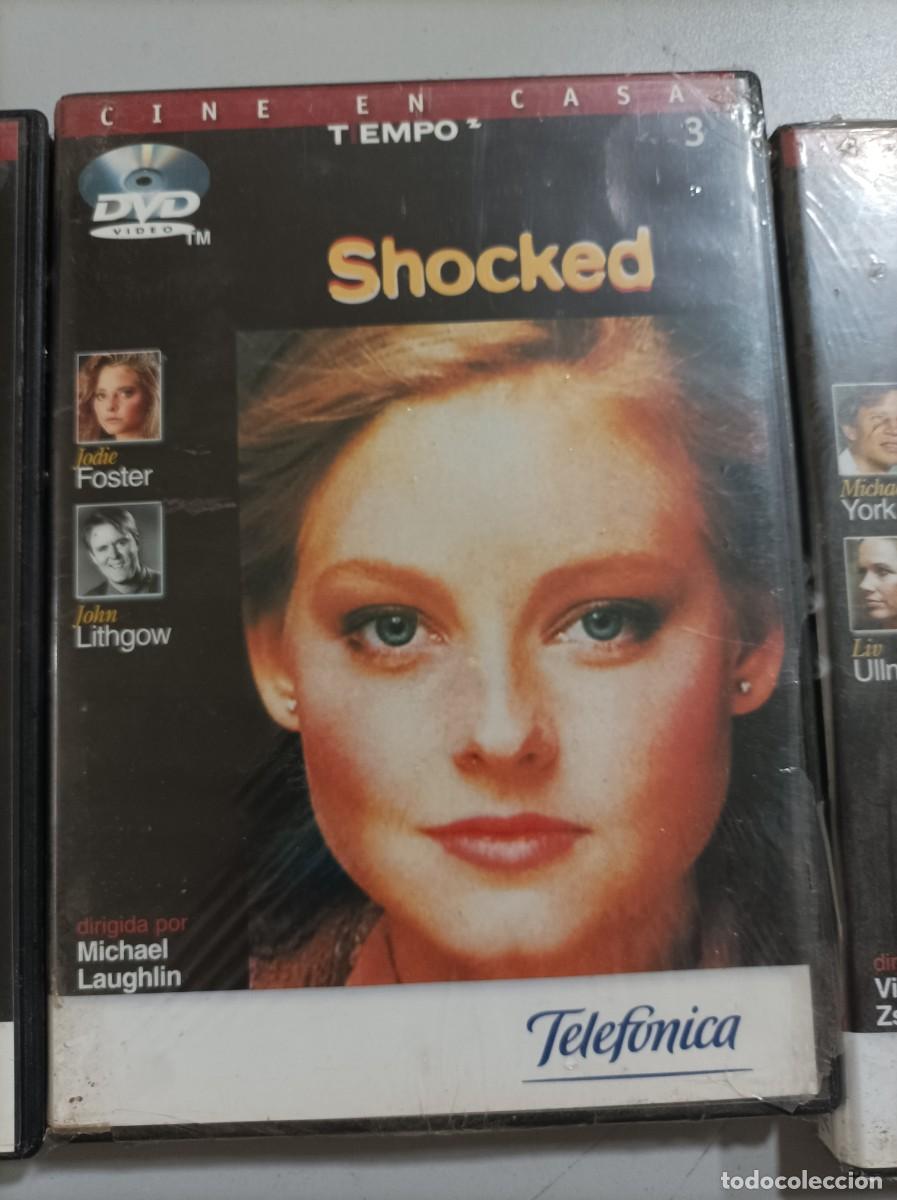 CINE EN CASA
TIEMPO
3
DVD
VIDEO
TM
Shocked
Jodie
Foster
John
Lithgow
dirigida por
Michael
Laughlin
Telefónica
York
Liv
todocoleccion